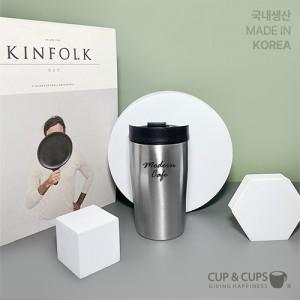 국내생산
MADE IN
KOREA
KINFOLK
Modern
Cafe
CUP & CUPS
GIVING HAPPINESS